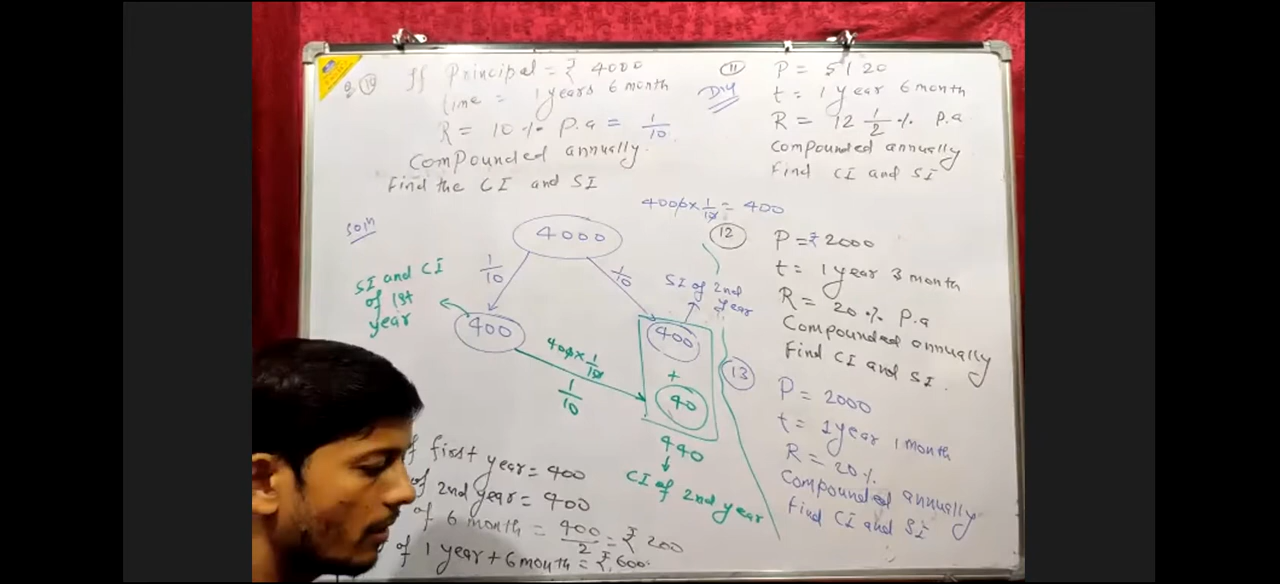 Q. 10 If Principal = ₹ 4000
time = 1 years 6 month
R = 10 % P.a = 1/10
Compounded annually.
Find the CI and SI
Soln
4000 × 1/10 = 400
4000
1/10
1/10
SI and CI
of 1st
year
400
SI of 2nd
year
400
+
40
400 × 1/10
1/10
440
CI of 2nd year
first year = 400
of 2nd year = 400
of 6 month = 400/2 = ₹ 200
of 1 year + 6 month = ₹ 600.
11 P = 5120
DIY t = 1 year 6 month
R = 12 1/2 % P.a
Compounded annually
Find CI and SI
12 P = ₹ 2000
t = 1 year 3 month
R = 20 % P.a
Compounded annually
Find CI and SI.
13 P = 2000
t = 1 year 1 month
R = 20 %
Compounded annually
Find CI and SI